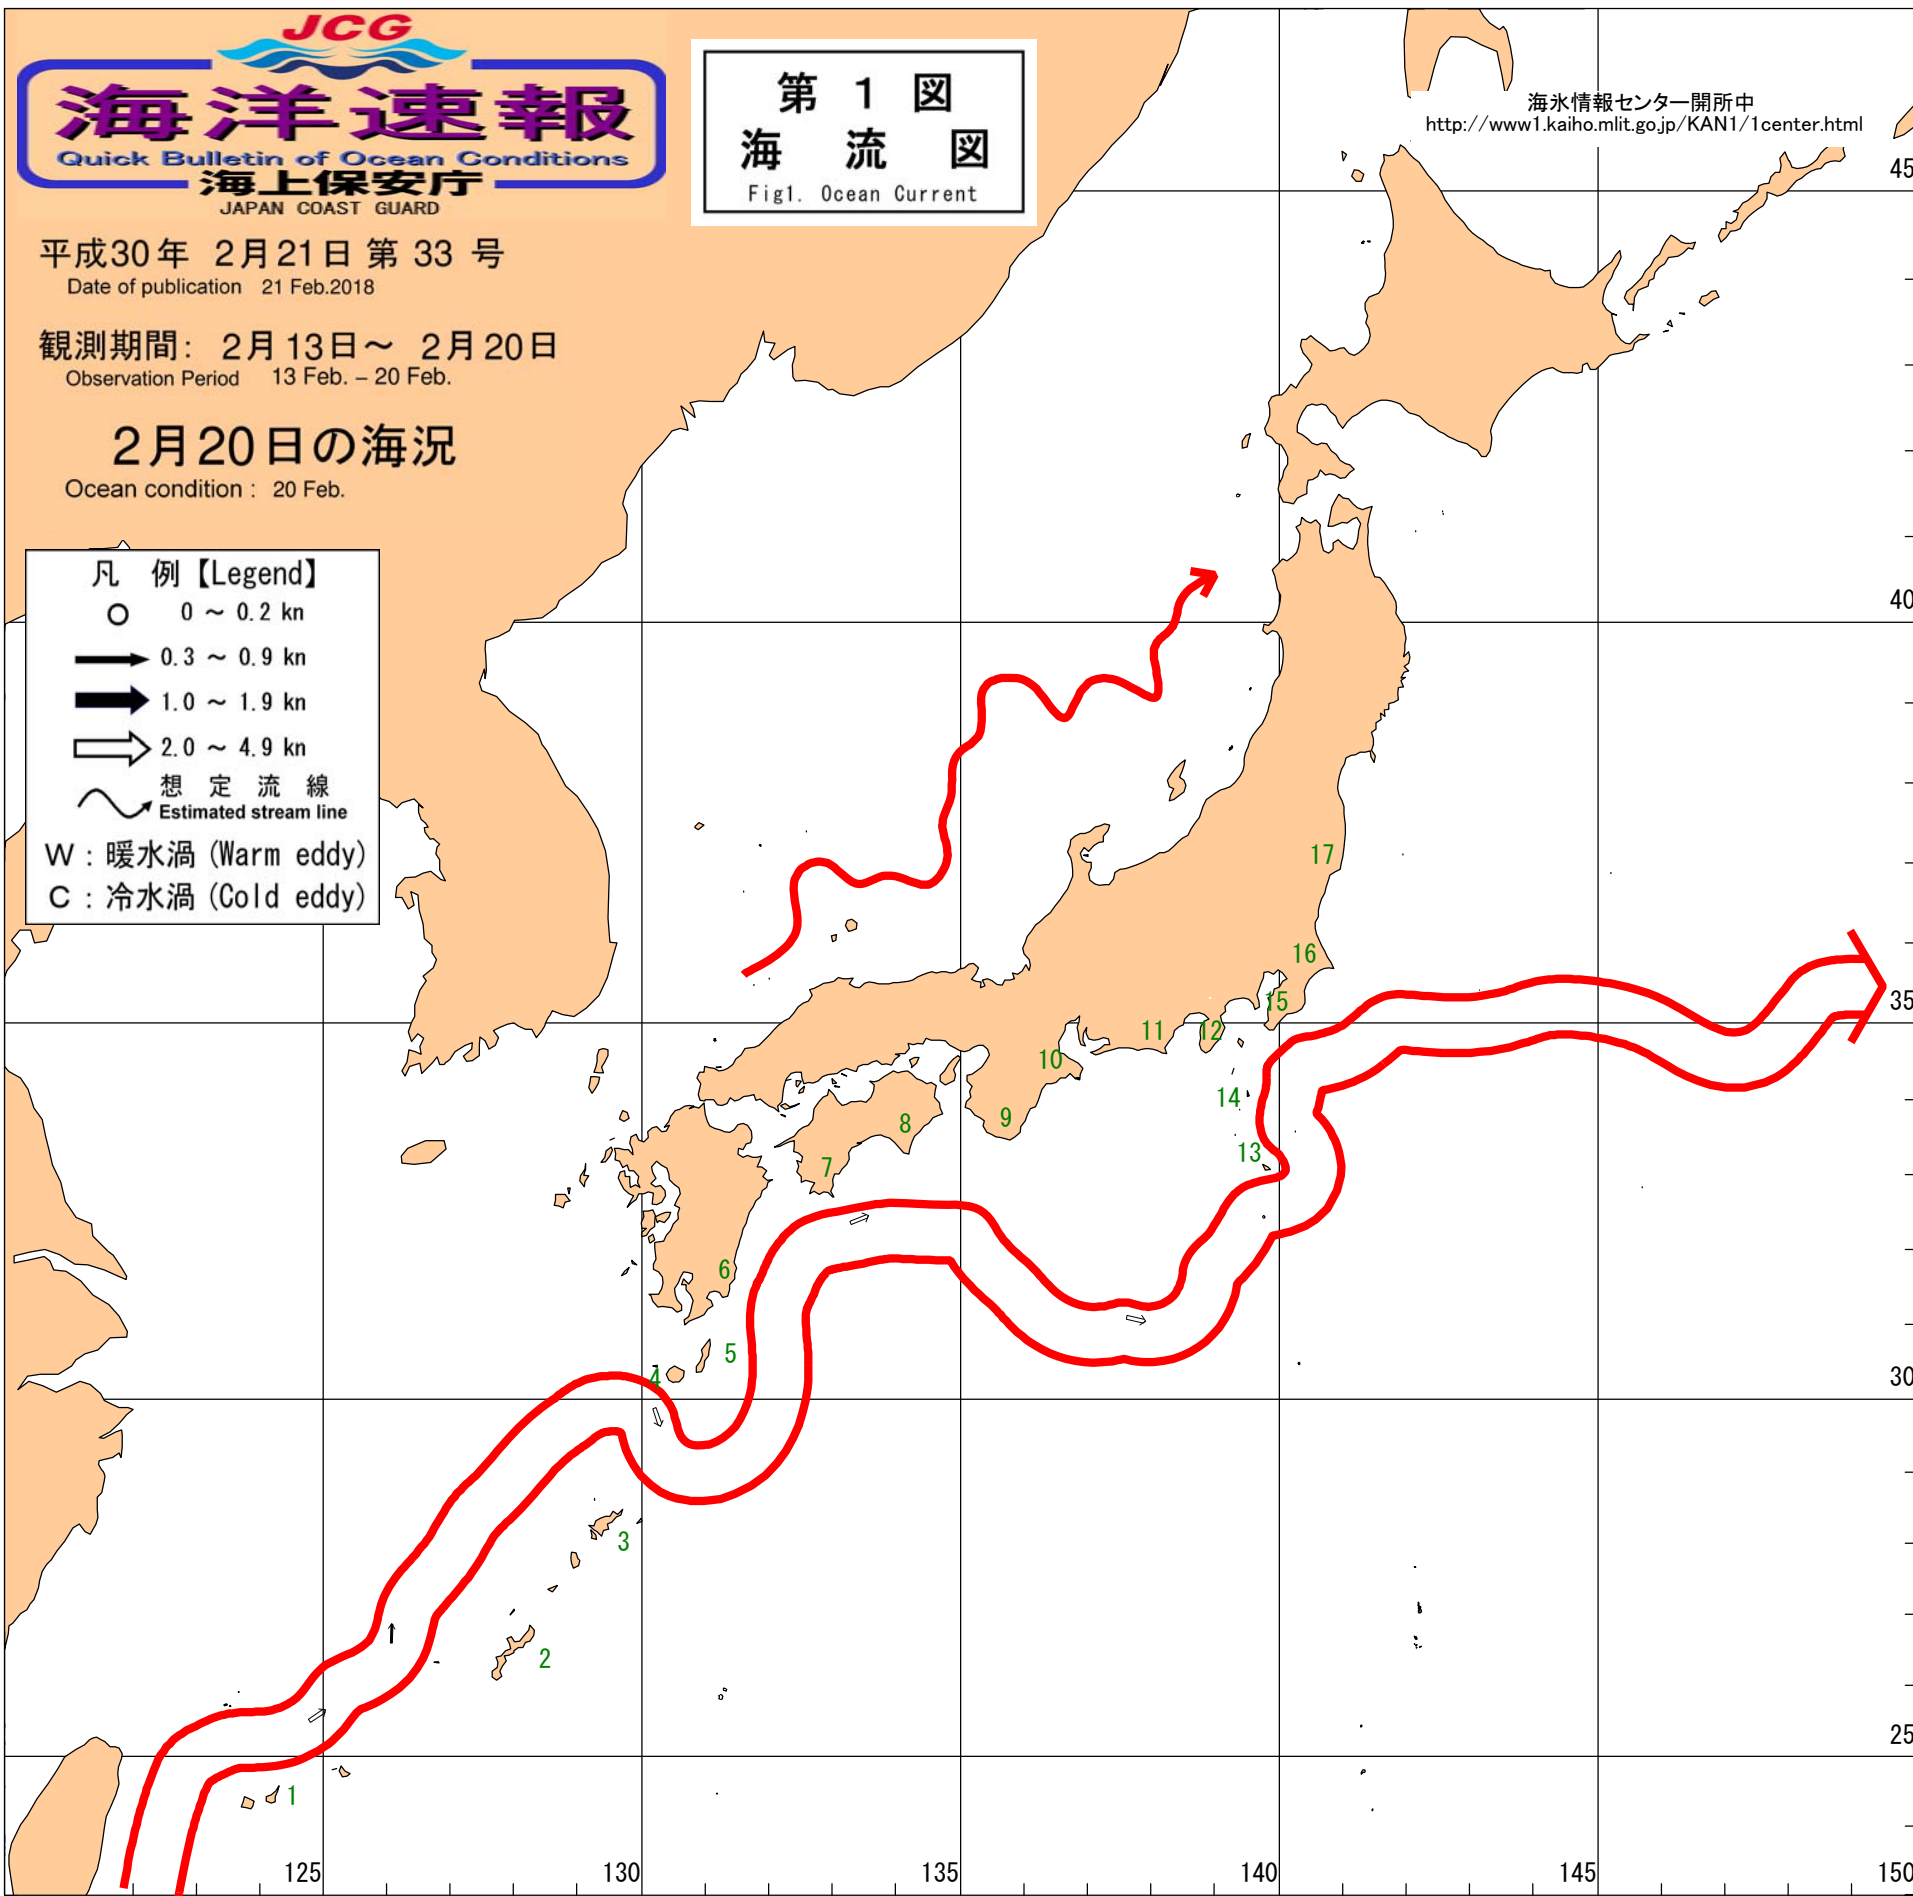 JCG
海洋速報
Quick Bulletin of Ocean Conditions
海上保安庁
JAPAN COAST GUARD
平成30年 2月21日 第 33 号
Date of publication 21 Feb.2018
観測期間: 2月13日～ 2月20日
Observation Period 13 Feb. – 20 Feb.
2月20日の海況
Ocean condition : 20 Feb.
第 1 図
海 流 図
Fig1. Ocean Current
海氷情報センター開所中
http://www1.kaiho.mlit.go.jp/KAN1/1center.html
凡 例【Legend】
0 ～ 0.2 kn
0.3 ～ 0.9 kn
1.0 ～ 1.9 kn
2.0 ～ 4.9 kn
想 定 流 線
Estimated stream line
W : 暖水渦 (Warm eddy)
C : 冷水渦 (Cold eddy)
45
40
17
16
35
15
12
11
10
14
9
8
13
7
6
5
4
30
3
2
25
1
125
130
135
140
145
150